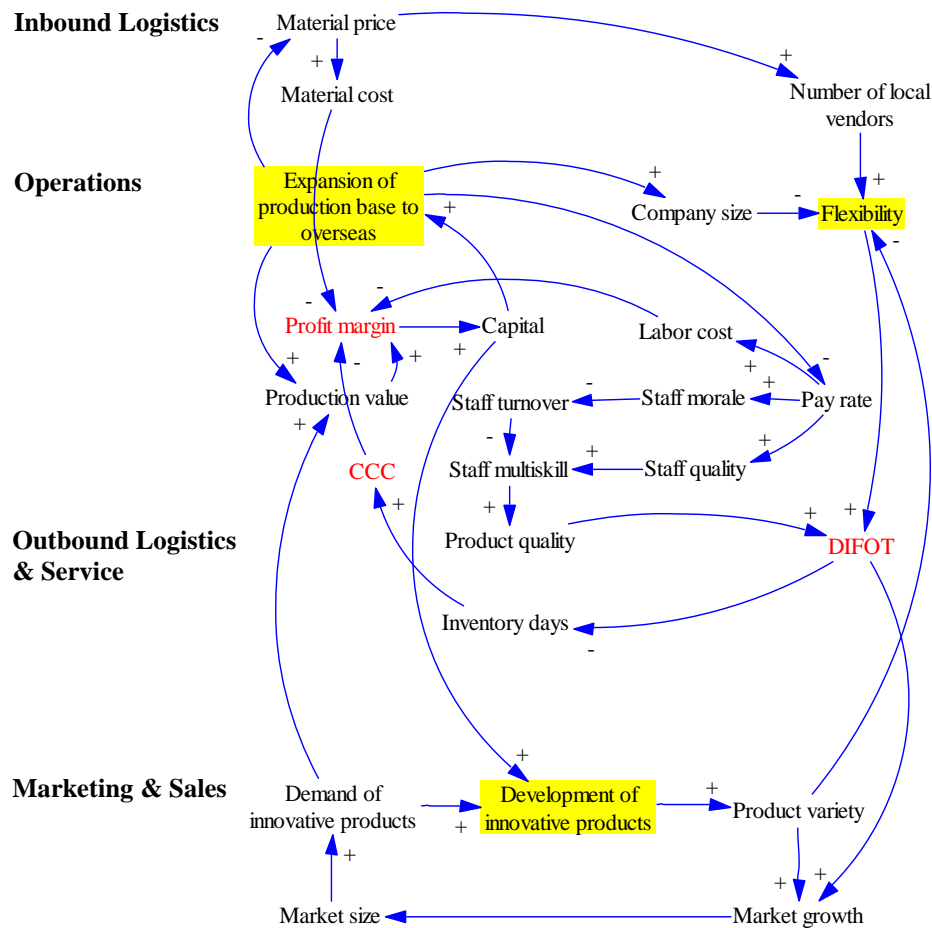 Inbound Logistics
Material price
-
+
+
Material cost
Number of local
vendors
Operations
Expansion of
production base to
overseas
+
+
Company size
-
+
Flexibility
-
-
-
Profit margin
+
Capital
Labor cost
-
+
-
+
Production value
+
+
+
-
Staff turnover
Staff morale
Pay rate
-
+
+
Staff multiskill
Staff quality
CCC
+
+
Product quality
+
+
DIFOT
Outbound Logistics
& Service
Inventory days
-
Marketing & Sales
Demand of
innovative products
+
+
Development of
innovative products
+
Product variety
+
+
+
Market size
Market growth